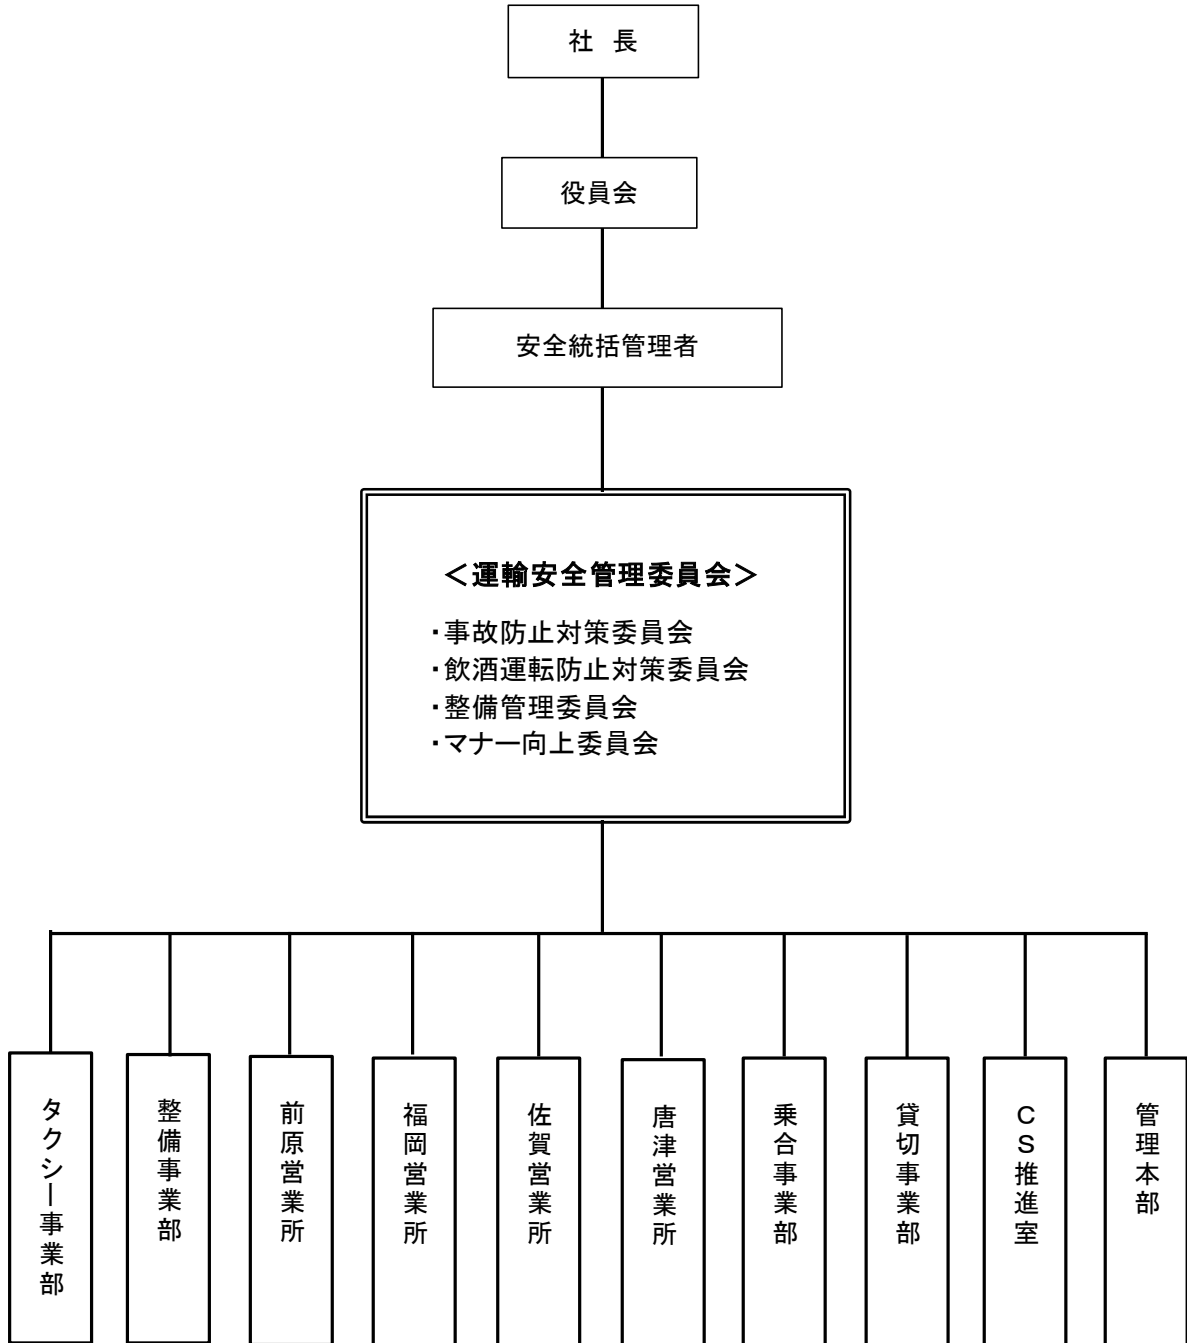 社 長
役員会
安全統括管理者
＜運輸安全管理委員会＞
・事故防止対策委員会
・飲酒運転防止対策委員会
・整備管理委員会
・マナー向上委員会
タクシー事業部
整備事業部
前原営業所
福岡営業所
佐賀営業所
唐津営業所
乗合事業部
貸切事業部
CS推進室
管理本部